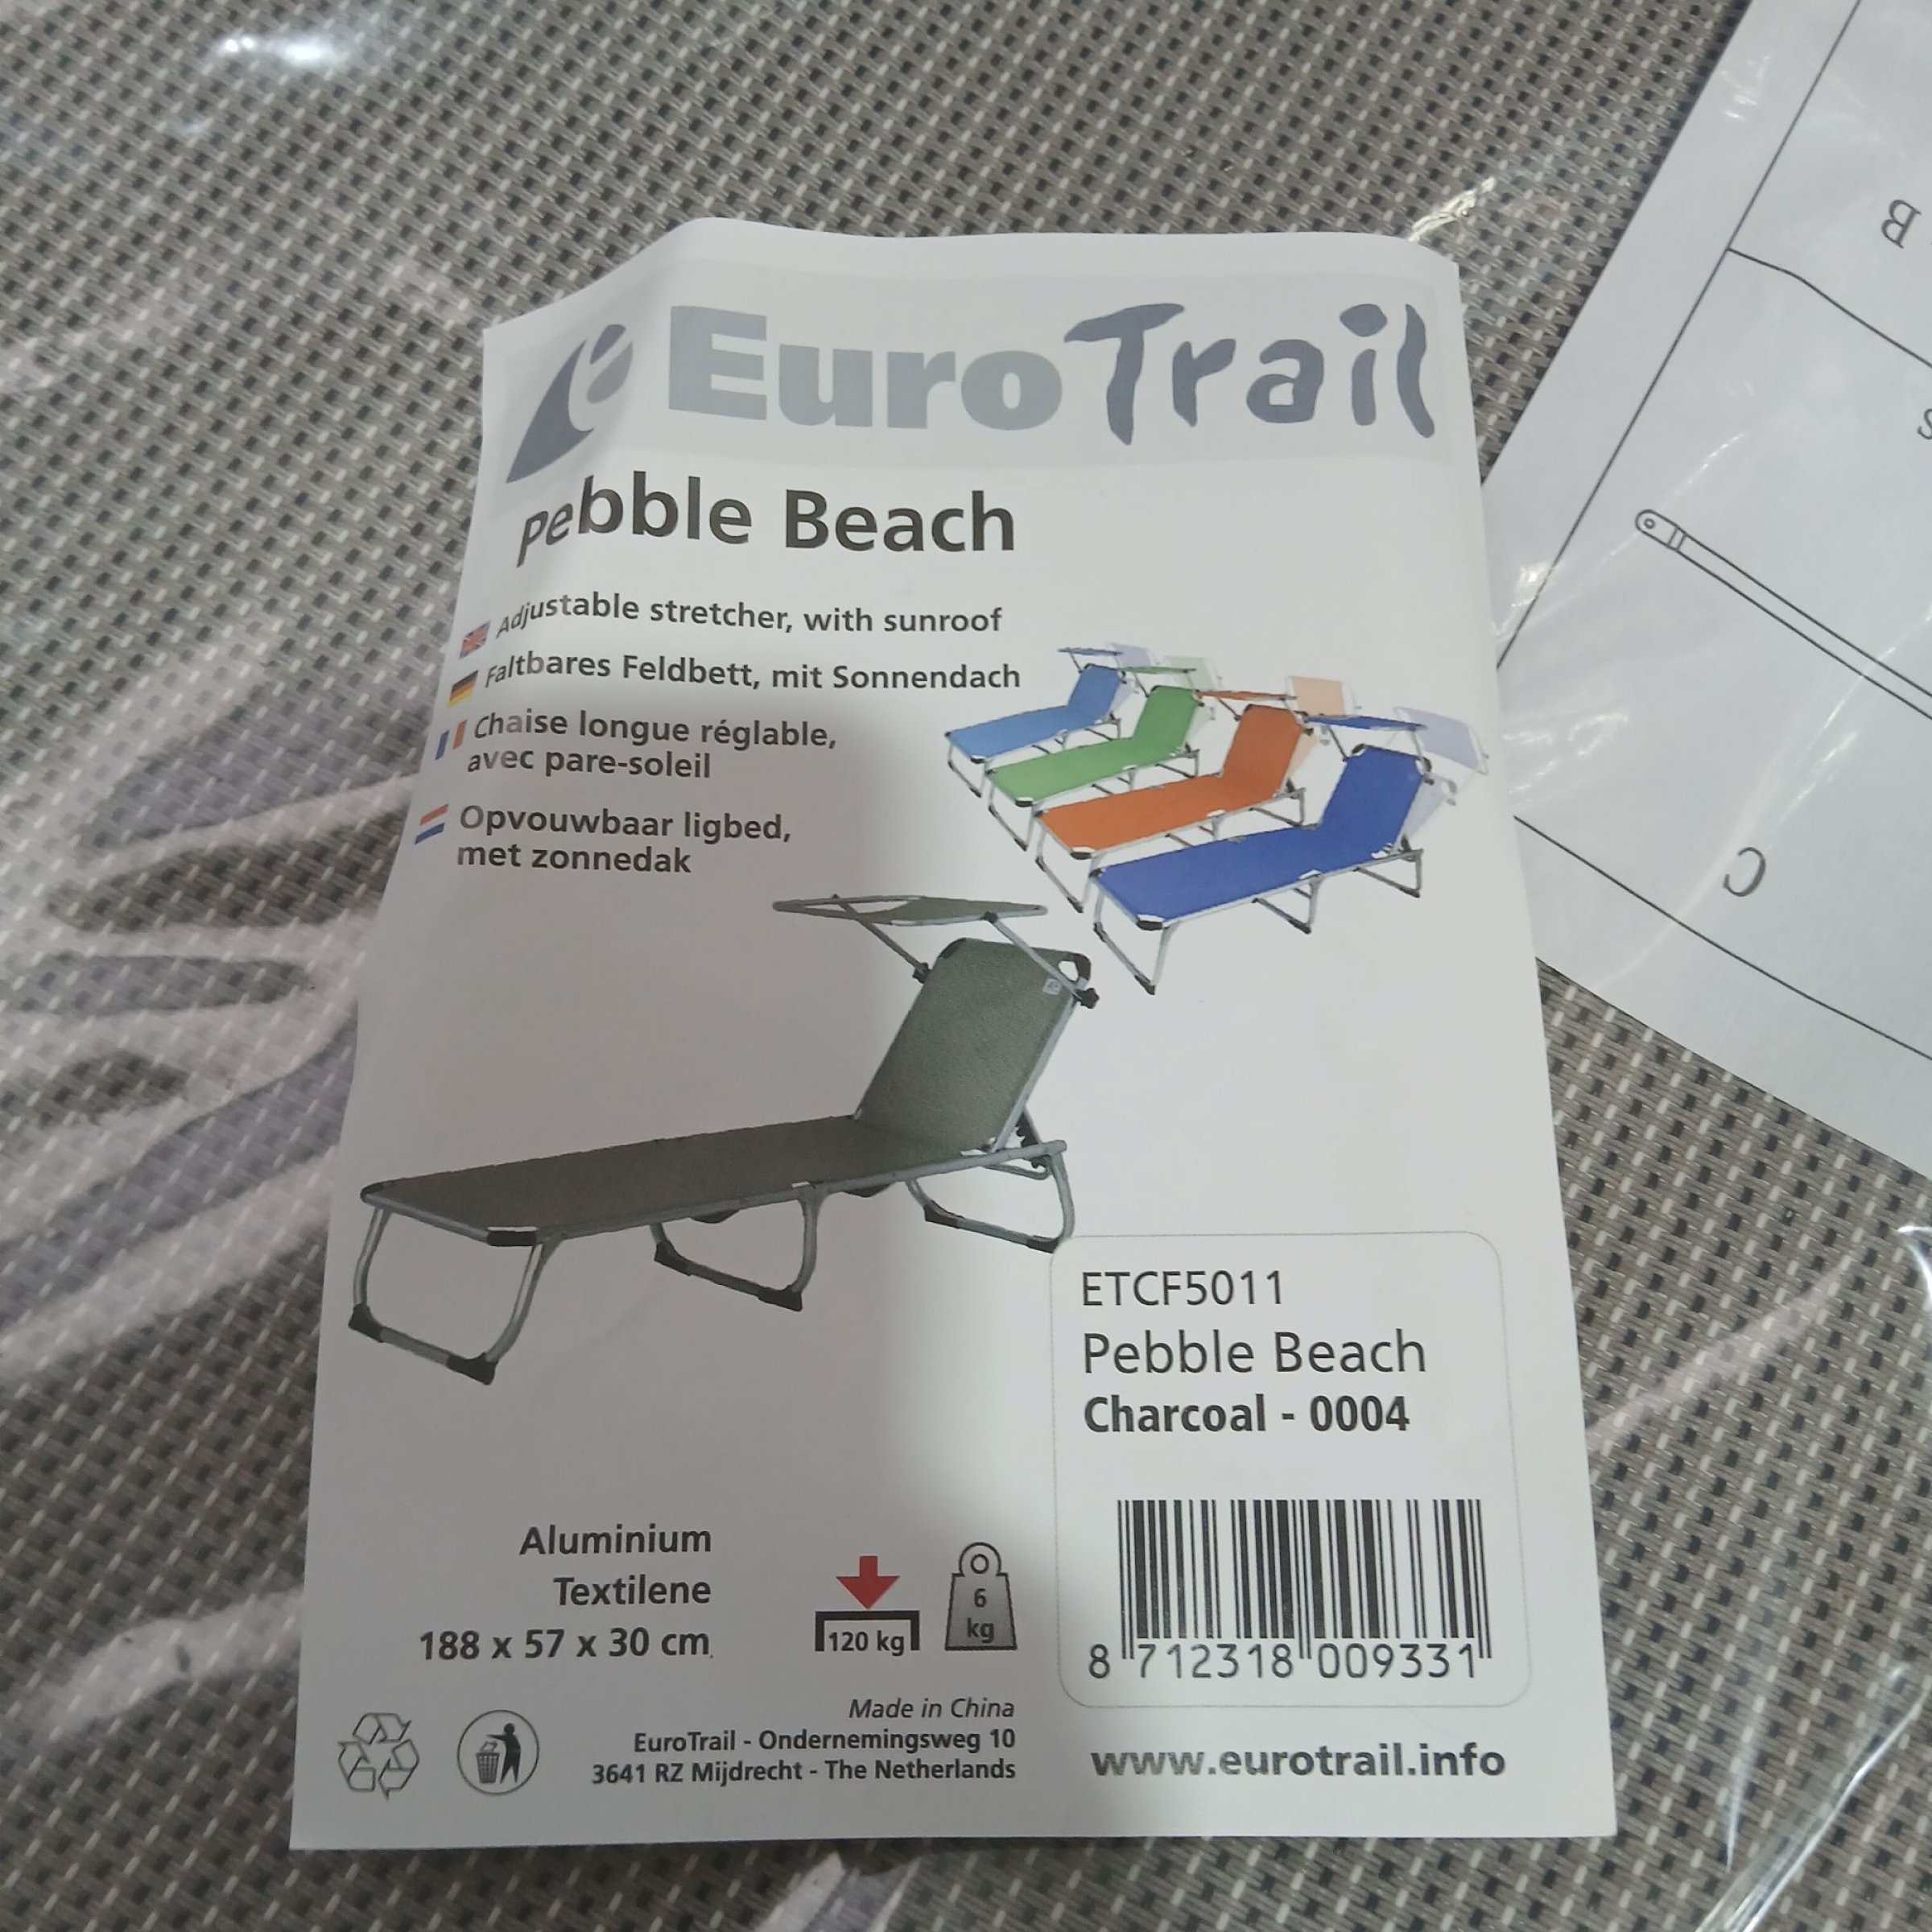 EuroTrail
Pebble Beach
Adjustable stretcher, with sunroof
Faltbares Feldbett, mit Sonnendach
Chaise longue réglable,
avec pare-soleil
Opvouwbaar ligbed,
met zonnedak
ETCF5011
Pebble Beach
Charcoal - 0004
8 712318 009331
Aluminium
Textilene
188 x 57 x 30 cm.
120 kg
6
kg
Made in China
EuroTrail - Ondernemingsweg 10
3641 RZ Mijdrecht - The Netherlands
www.eurotrail.info
B
C